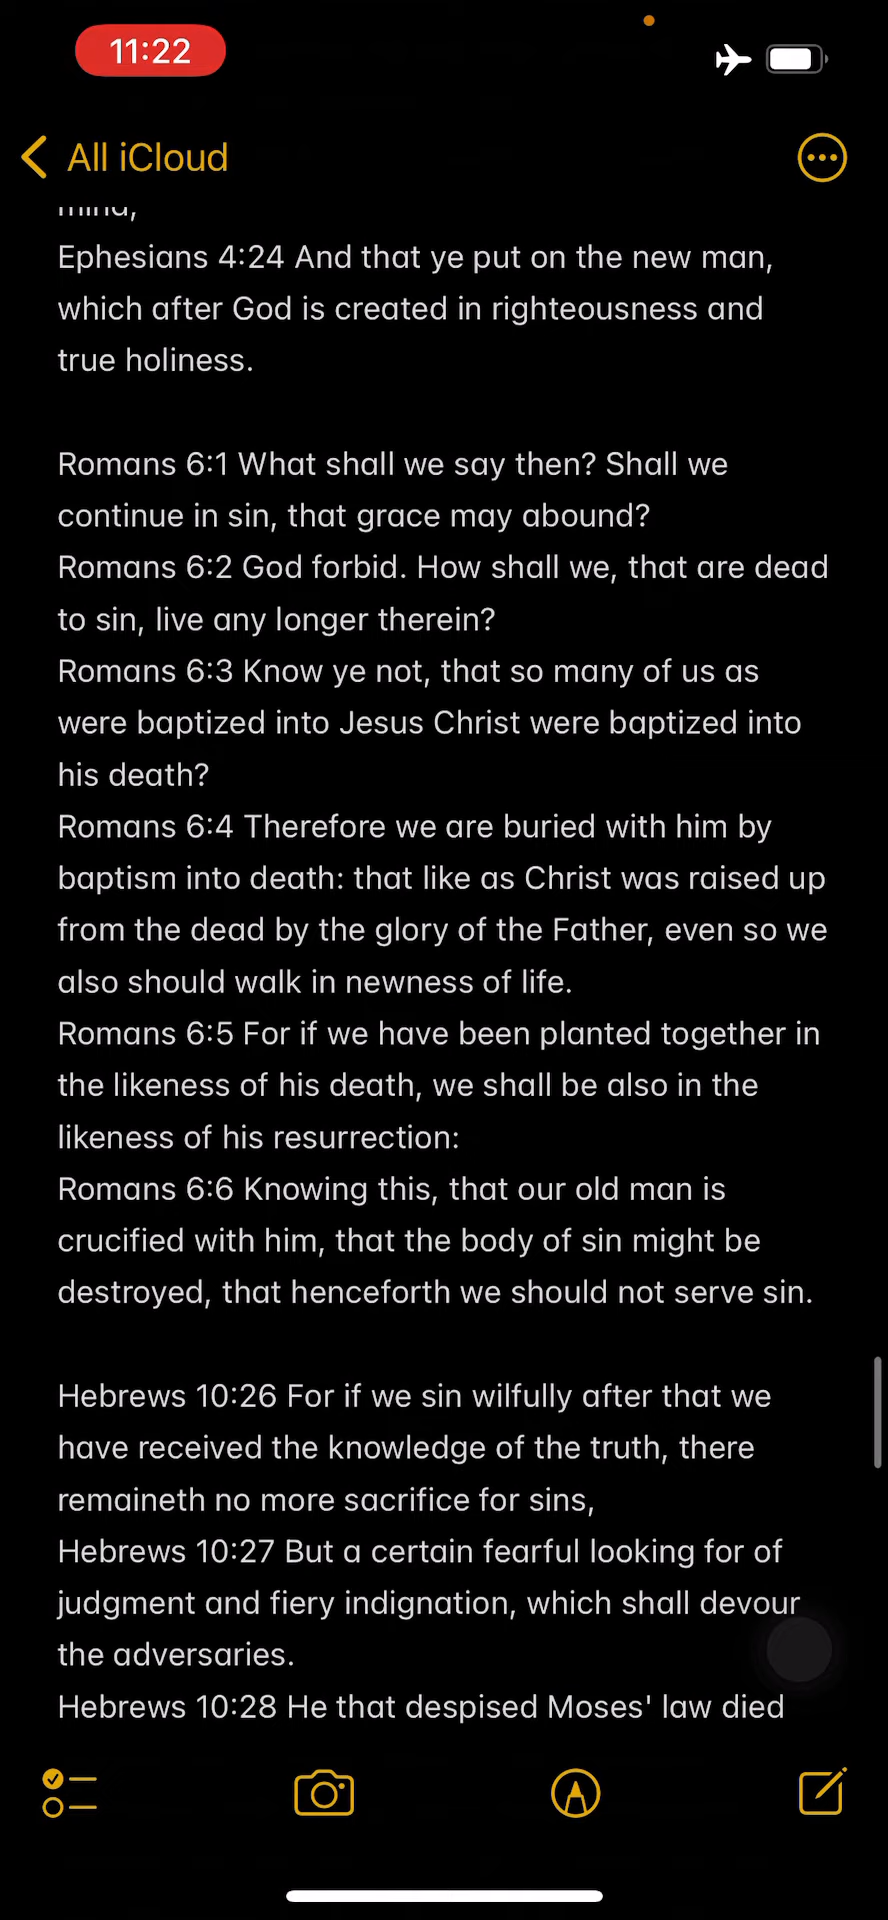 11:22
All iCloud
Ephesians 4:24 And that ye put on the new man,
which after God is created in righteousness and
true holiness.
Romans 6:1 What shall we say then? Shall we
continue in sin, that grace may abound?
Romans 6:2 God forbid. How shall we, that are dead
to sin, live any longer therein?
Romans 6:3 Know ye not, that so many of us as
were baptized into Jesus Christ were baptized into
his death?
Romans 6:4 Therefore we are buried with him by
baptism into death: that like as Christ was raised up
from the dead by the glory of the Father, even so we
also should walk in newness of life.
Romans 6:5 For if we have been planted together in
the likeness of his death, we shall be also in the
likeness of his resurrection:
Romans 6:6 Knowing this, that our old man is
crucified with him, that the body of sin might be
destroyed, that henceforth we should not serve sin.
Hebrews 10:26 For if we sin wilfully after that we
have received the knowledge of the truth, there
remaineth no more sacrifice for sins,
Hebrews 10:27 But a certain fearful looking for of
judgment and fiery indignation, which shall devour
the adversaries.
Hebrews 10:28 He that despised Moses' law died